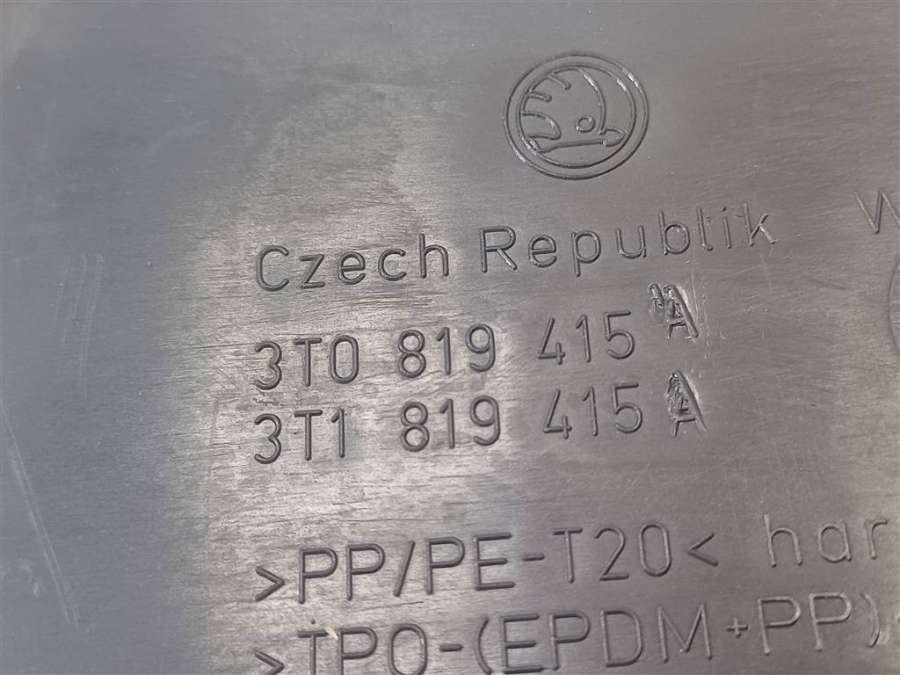 Czech Republik
3T0 819 415 A
3T1 819 415 A
>PP/PE-T20< har
>TPO-(EPDM+PP)